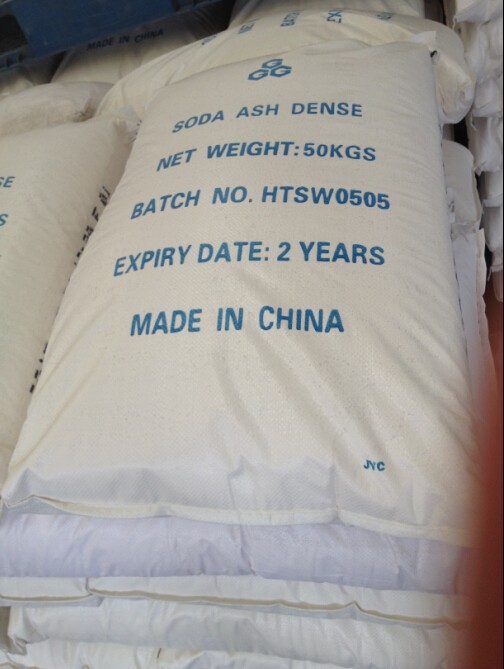 MADE IN CHINA
G
GG
SODA ASH DENSE
NET WEIGHT:50KGS
BATCH NO. HTSW0505
EXPIRY DATE: 2 YEARS
MADE IN CHINA
JYC